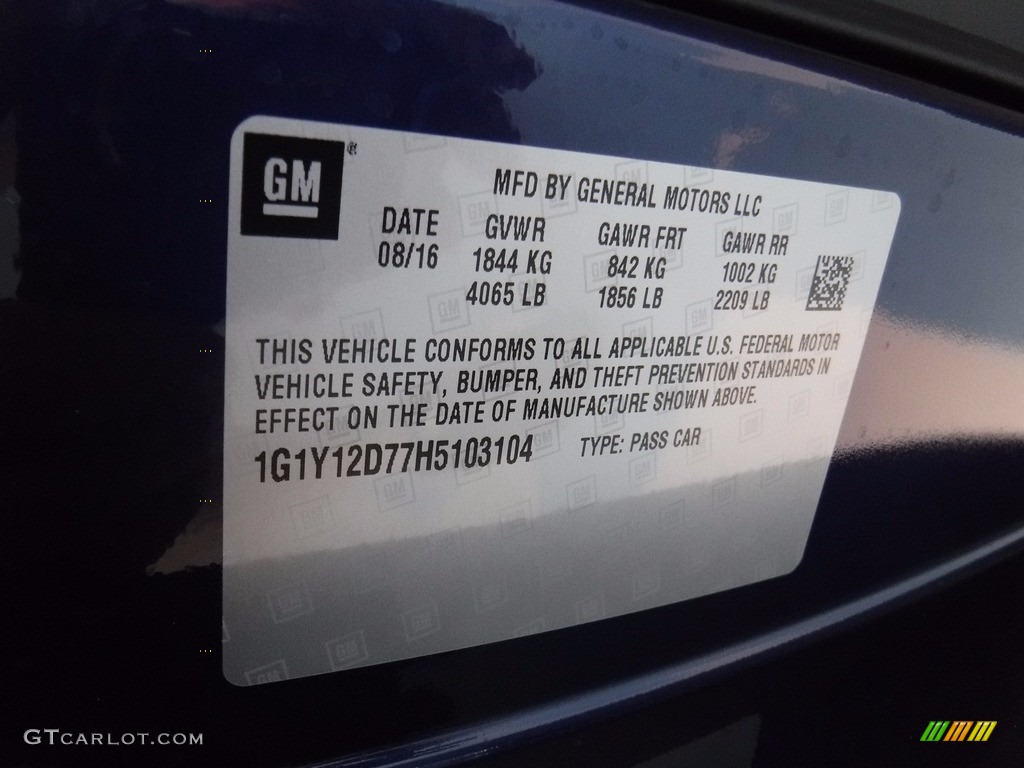 GM ®
MFD BY GENERAL MOTORS LLC
DATE GVWR GAWR FRT GAWR RR
08/16 1844 KG 842 KG 1002 KG
4065 LB 1856 LB 2209 LB
THIS VEHICLE CONFORMS TO ALL APPLICABLE U.S. FEDERAL MOTOR
VEHICLE SAFETY, BUMPER, AND THEFT PREVENTION STANDARDS IN
EFFECT ON THE DATE OF MANUFACTURE SHOWN ABOVE.
1G1Y12D77H5103104 TYPE: PASS CAR
GTCARLOT.COM